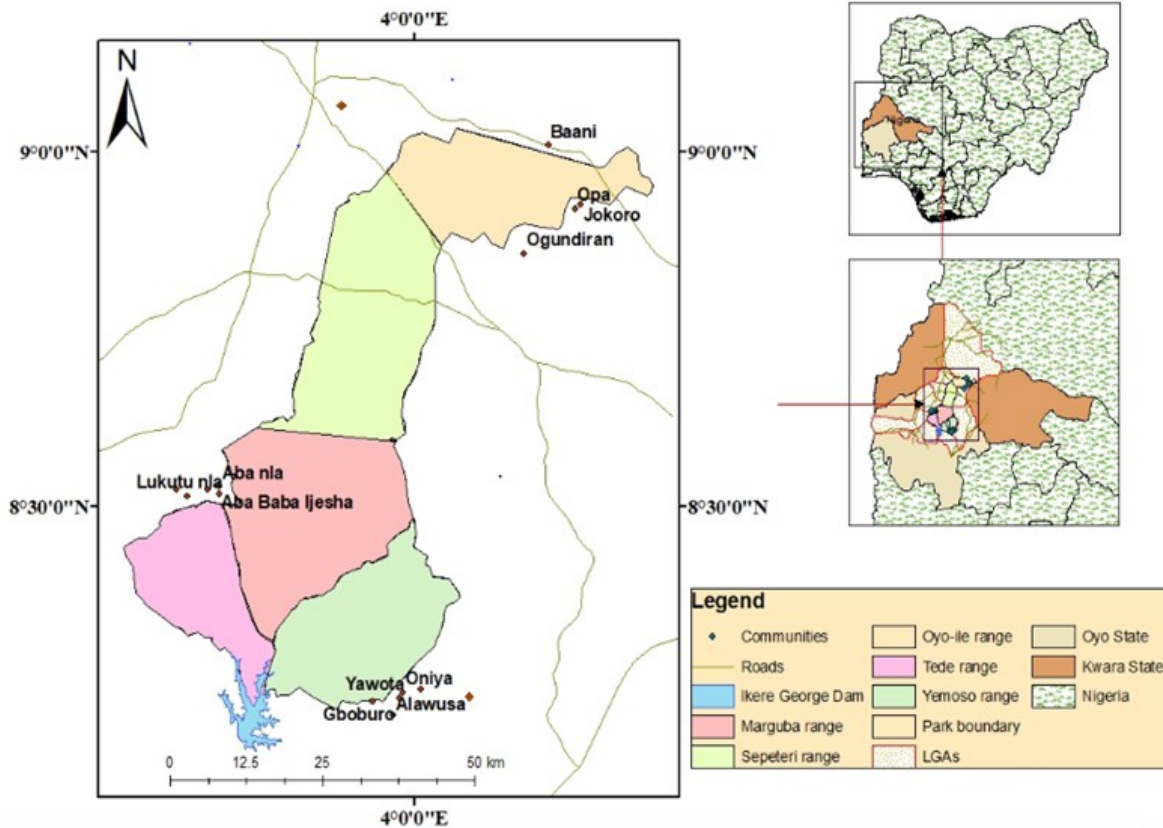 4°0'0"E
N
9°0'0"N
9°0'0"N
Baani
Opa
Jokoro
Ogundiran
Aba nla
Lukutu nla
Aba Baba Ijesha
8°30'0"N
8°30'0"N
Yawota
Oniya
Gboburo
Alawusa
0
12.5
25
50 km
4°0'0"E
Legend
Communities
Roads
Ikere George Dam
Marguba range
Sepeteri range
Oyo-ile range
Tede range
Yemoso range
Park boundary
LGAs
Oyo State
Kwara State
Nigeria